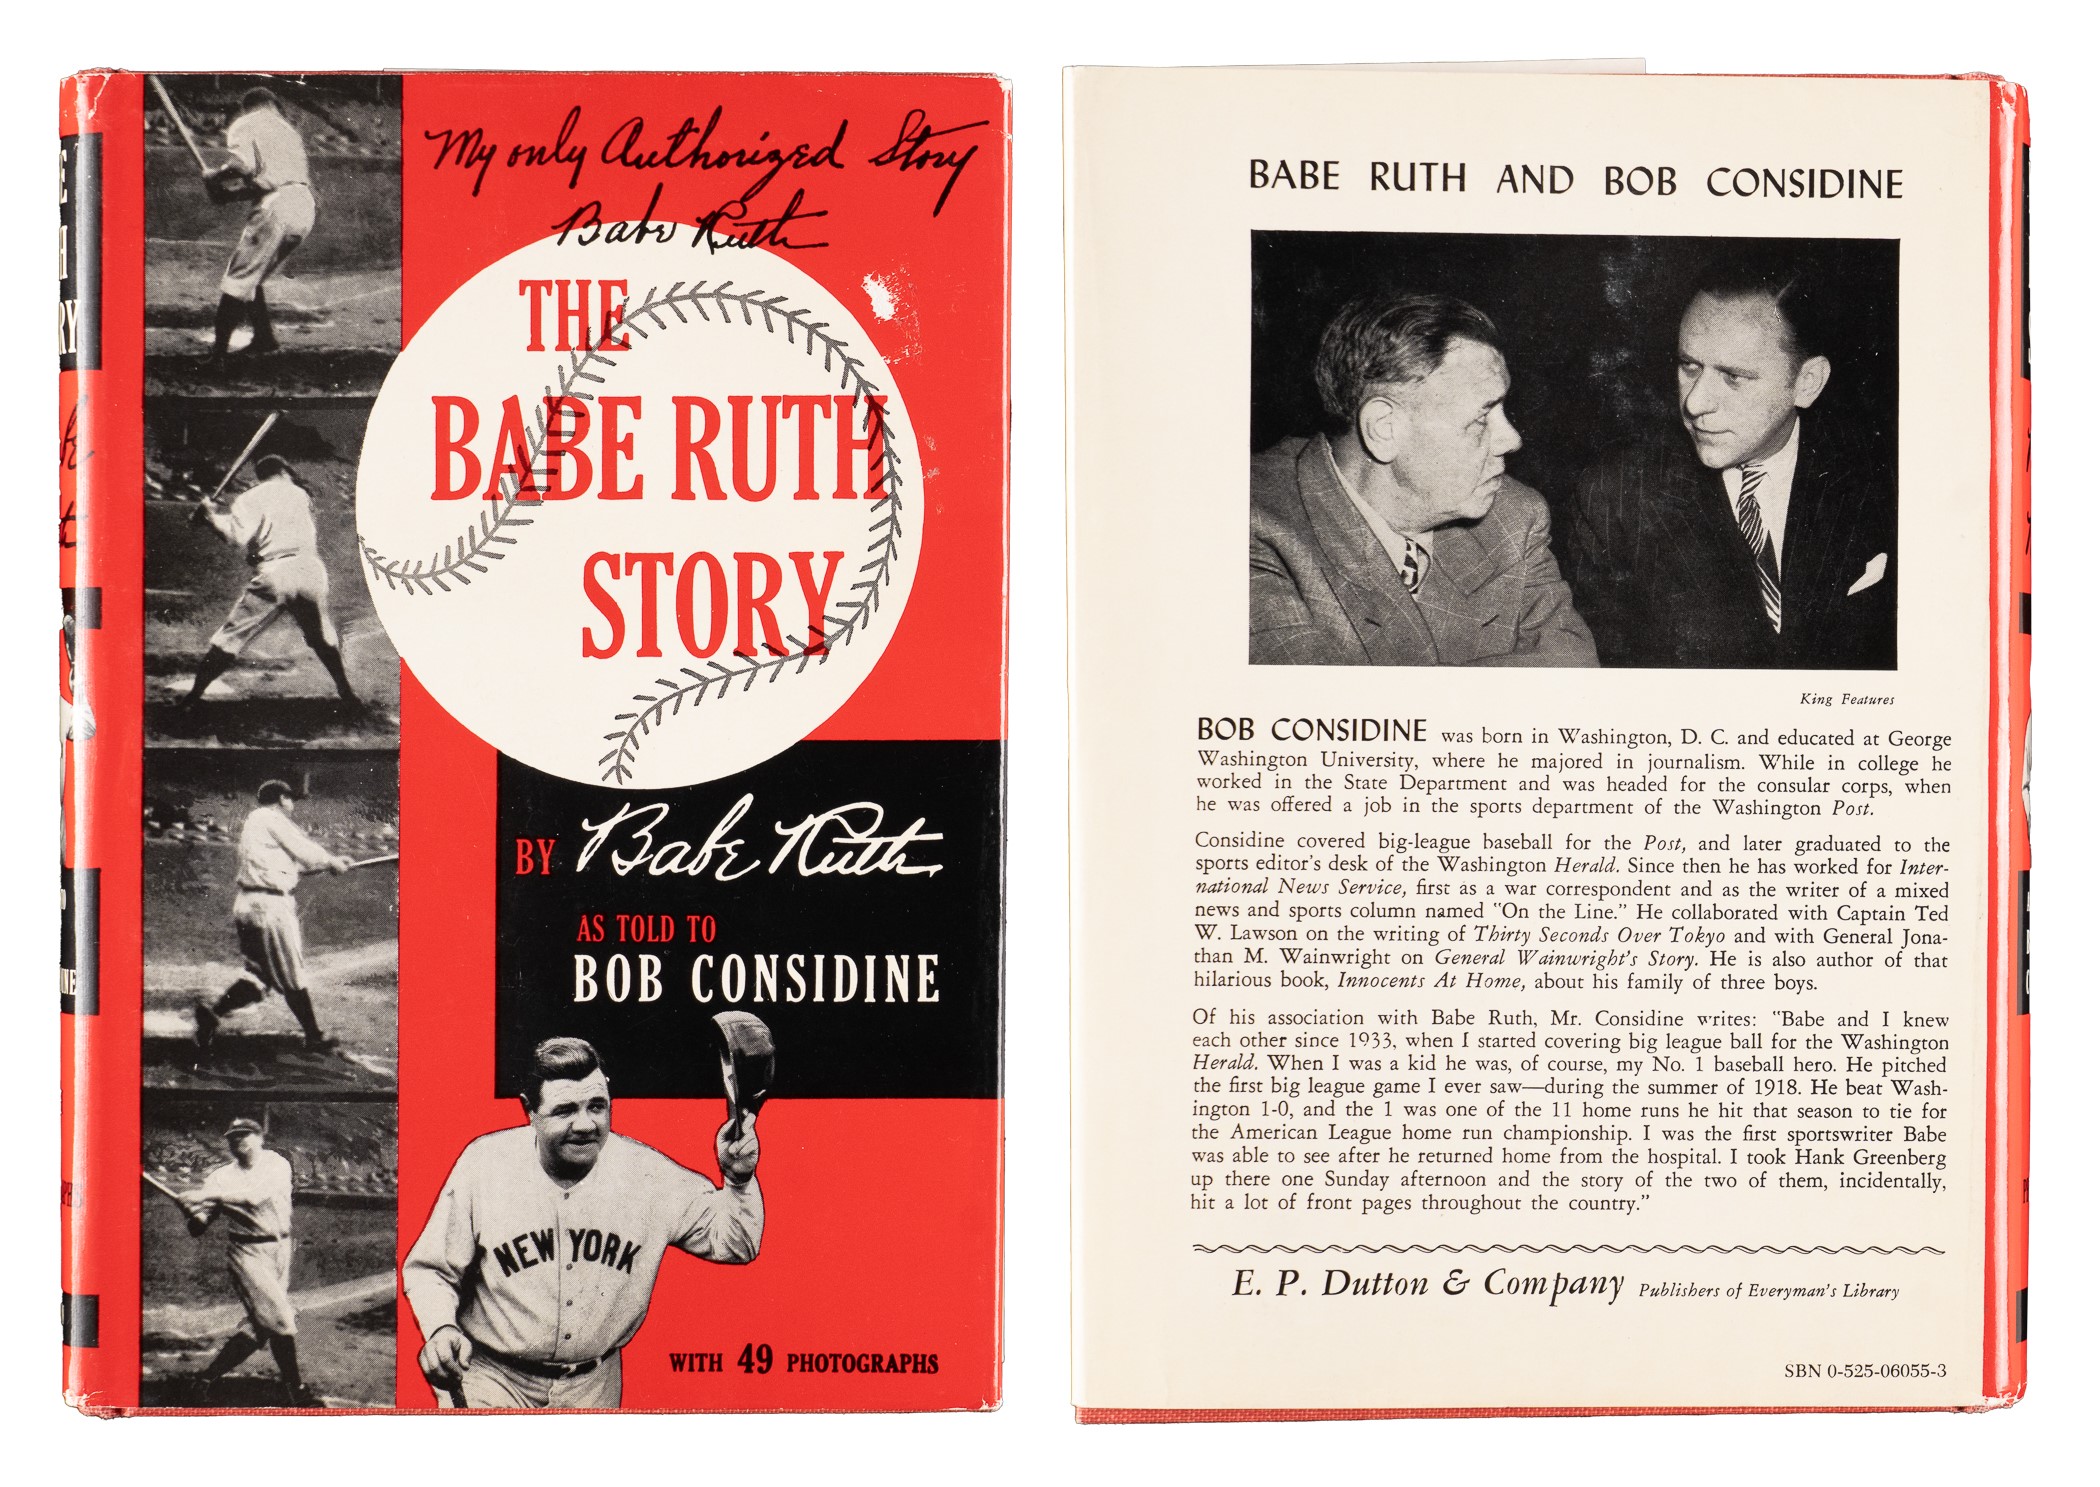 My only Authorized Story
Babe Ruth
THE
BABE RUTH
STORY
BY Babe Ruth
AS TOLD TO
BOB CONSIDINE
NEW YORK
WITH 49 PHOTOGRAPHS
BABE RUTH AND BOB CONSIDINE
King Features
BOB CONSIDINE was born in Washington, D. C. and educated at George
Washington University, where he majored in journalism. While in college he
worked in the State Department and was headed for the consular corps, when
he was offered a job in the sports department of the Washington Post.
Considine covered big-league baseball for the Post, and later graduated to the
sports editor's desk of the Washington Herald. Since then he has worked for Inter-
national News Service, first as a war correspondent and as the writer of a mixed
news and sports column named "On the Line." He collaborated with Captain Ted
W. Lawson on the writing of Thirty Seconds Over Tokyo and with General Jona-
than M. Wainwright on General Wainwright's Story. He is also author of that
hilarious book, Innocents At Home, about his family of three boys.
Of his association with Babe Ruth, Mr. Considine writes: "Babe and I knew
each other since 1933, when I started covering big league ball for the Washington
Herald. When I was a kid he was, of course, my No. 1 baseball hero. He pitched
the first big league game I ever saw—during the summer of 1918. He beat Wash-
ington 1-0, and the 1 was one of the 11 home runs he hit that season to tie for
the American League home run championship. I was the first sportswriter Babe
was able to see after he returned home from the hospital. I took Hank Greenberg
up there one Sunday afternoon and the story of the two of them, incidentally,
hit a lot of front pages throughout the country."
E. P. Dutton & Company Publishers of Everyman's Library
SBN 0-525-06055-3